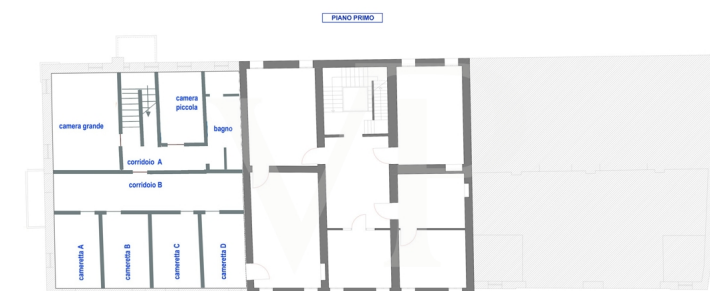 PIANO PRIMO
camera grande
camera
piccola
bagno
corridoio A
corridoio B
cameretta A
cameretta B
cameretta C
cameretta D